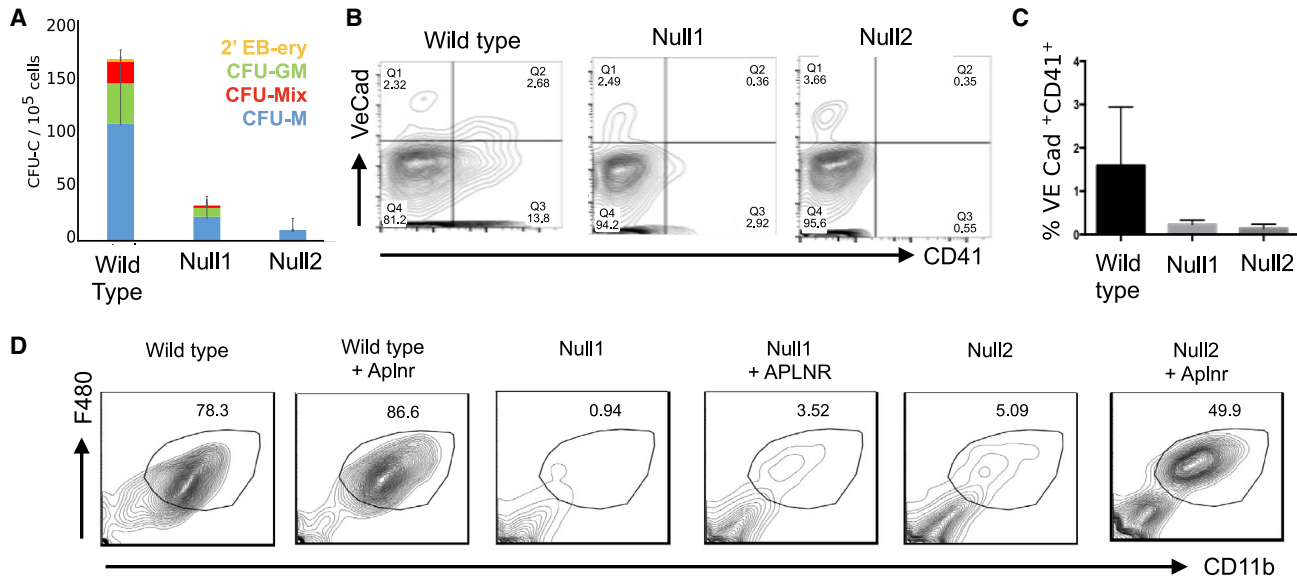 A
200
150
100
50
0
CFU-C / 10⁵ cells
2' EB-ery
CFU-GM
CFU-Mix
CFU-M
Wild
Type
Null1
Null2
B
Wild type
Null1
Null2
VeCad
Q1
2.32
Q2
2.68
Q4
81.2
Q3
13,8
Q1
2.49
Q2
0.36
Q4
94.2
Q3
2.92
Q1
3.66
Q2
0.35
Q4
95,6
Q3
0.55
CD41
C
% VE Cad ⁺CD41⁺
4
3
2
1
0
Wild
type
Null1
Null2
D
F480
Wild type
78.3
Wild type
+ Aplnr
86.6
Null1
0.94
Null1
+ APLNR
3.52
Null2
5.09
Null2
+ Aplnr
49.9
CD11b